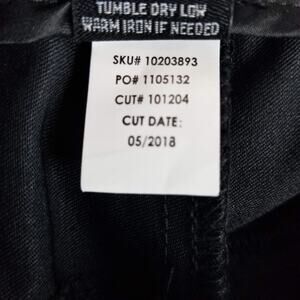 TUMBLE DRY LOW
WARM IRON IF NEEDED
SKU# 10203893
PO# 1105132
CUT# 101204
CUT DATE:
05/2018